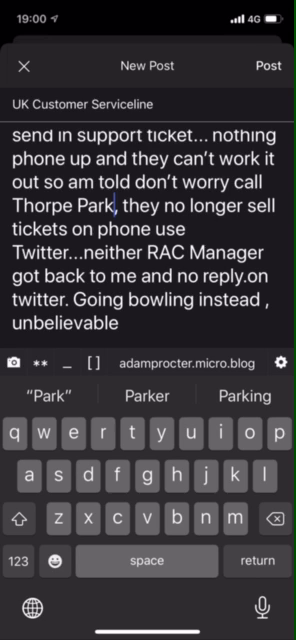 19:00
4G
New Post
Post
UK Customer Serviceline
send in support ticket... nothing
phone up and they can’t work it
out so am told don’t worry call
Thorpe Park, they no longer sell
tickets on phone use
Twitter...neither RAC Manager
got back to me and no reply.on
twitter. Going bowling instead ,
unbelievable
** _ [ ] adamprocter.micro.blog
“Park” Parker Parking
q w e r t y u i o p
a s d f g h j k l
z x c v b n m
123 space return